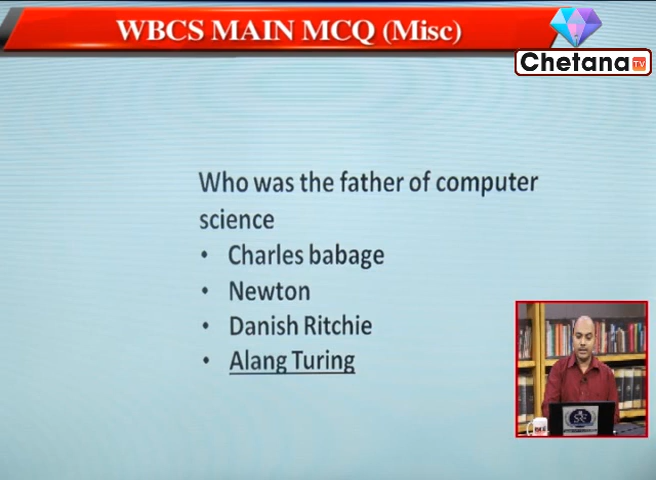 WBCS MAIN MCQ (Misc)
Chetana TV
Who was the father of computer
science
• Charles babage
• Newton
• Danish Ritchie
• Alang Turing